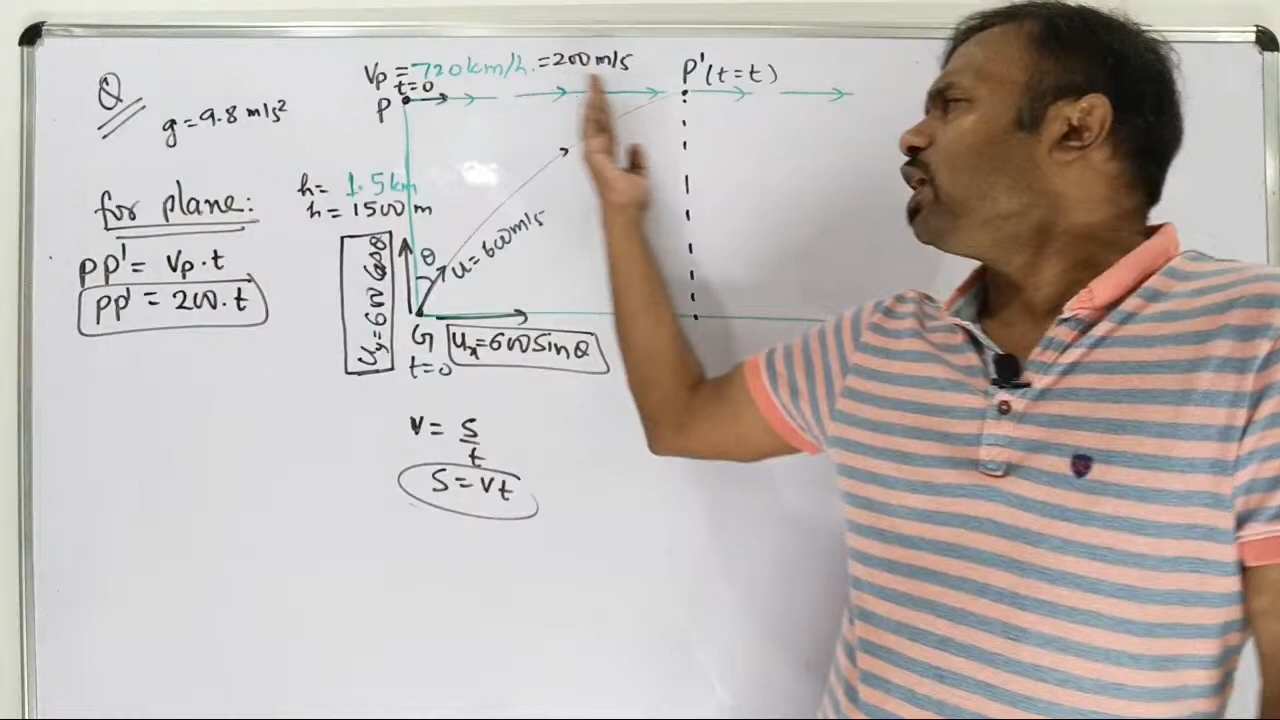 Q
g = 9.8 m/s²
Vp = 720 km/h. = 200 m/s
t=0
P
P'(t=t)
h = 1.5 km
h = 1500 m
for plane:
PP' = Vp . t
PP' = 200 . t
θ
u = 600 m/s
Uy = 600 Cosθ
G
t=0
Ux = 600 Sin θ
v = S/t
S = vt